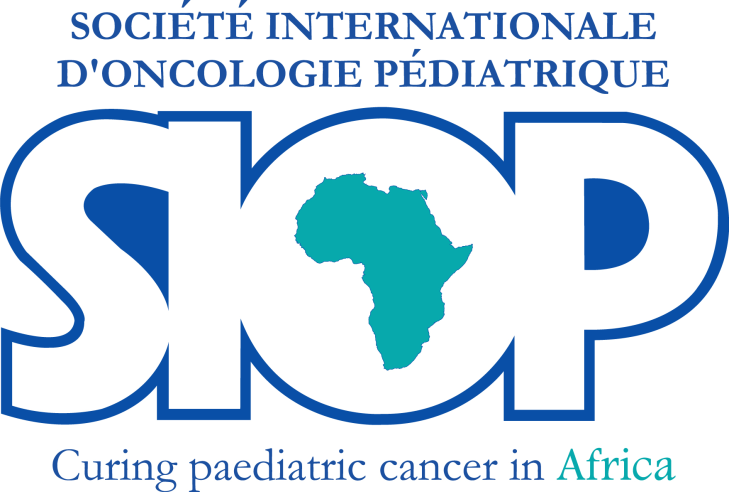 SOCIÉTÉ INTERNATIONALE
D'ONCOLOGIE PÉDIATRIQUE
SIOP
Curing paediatric cancer in Africa